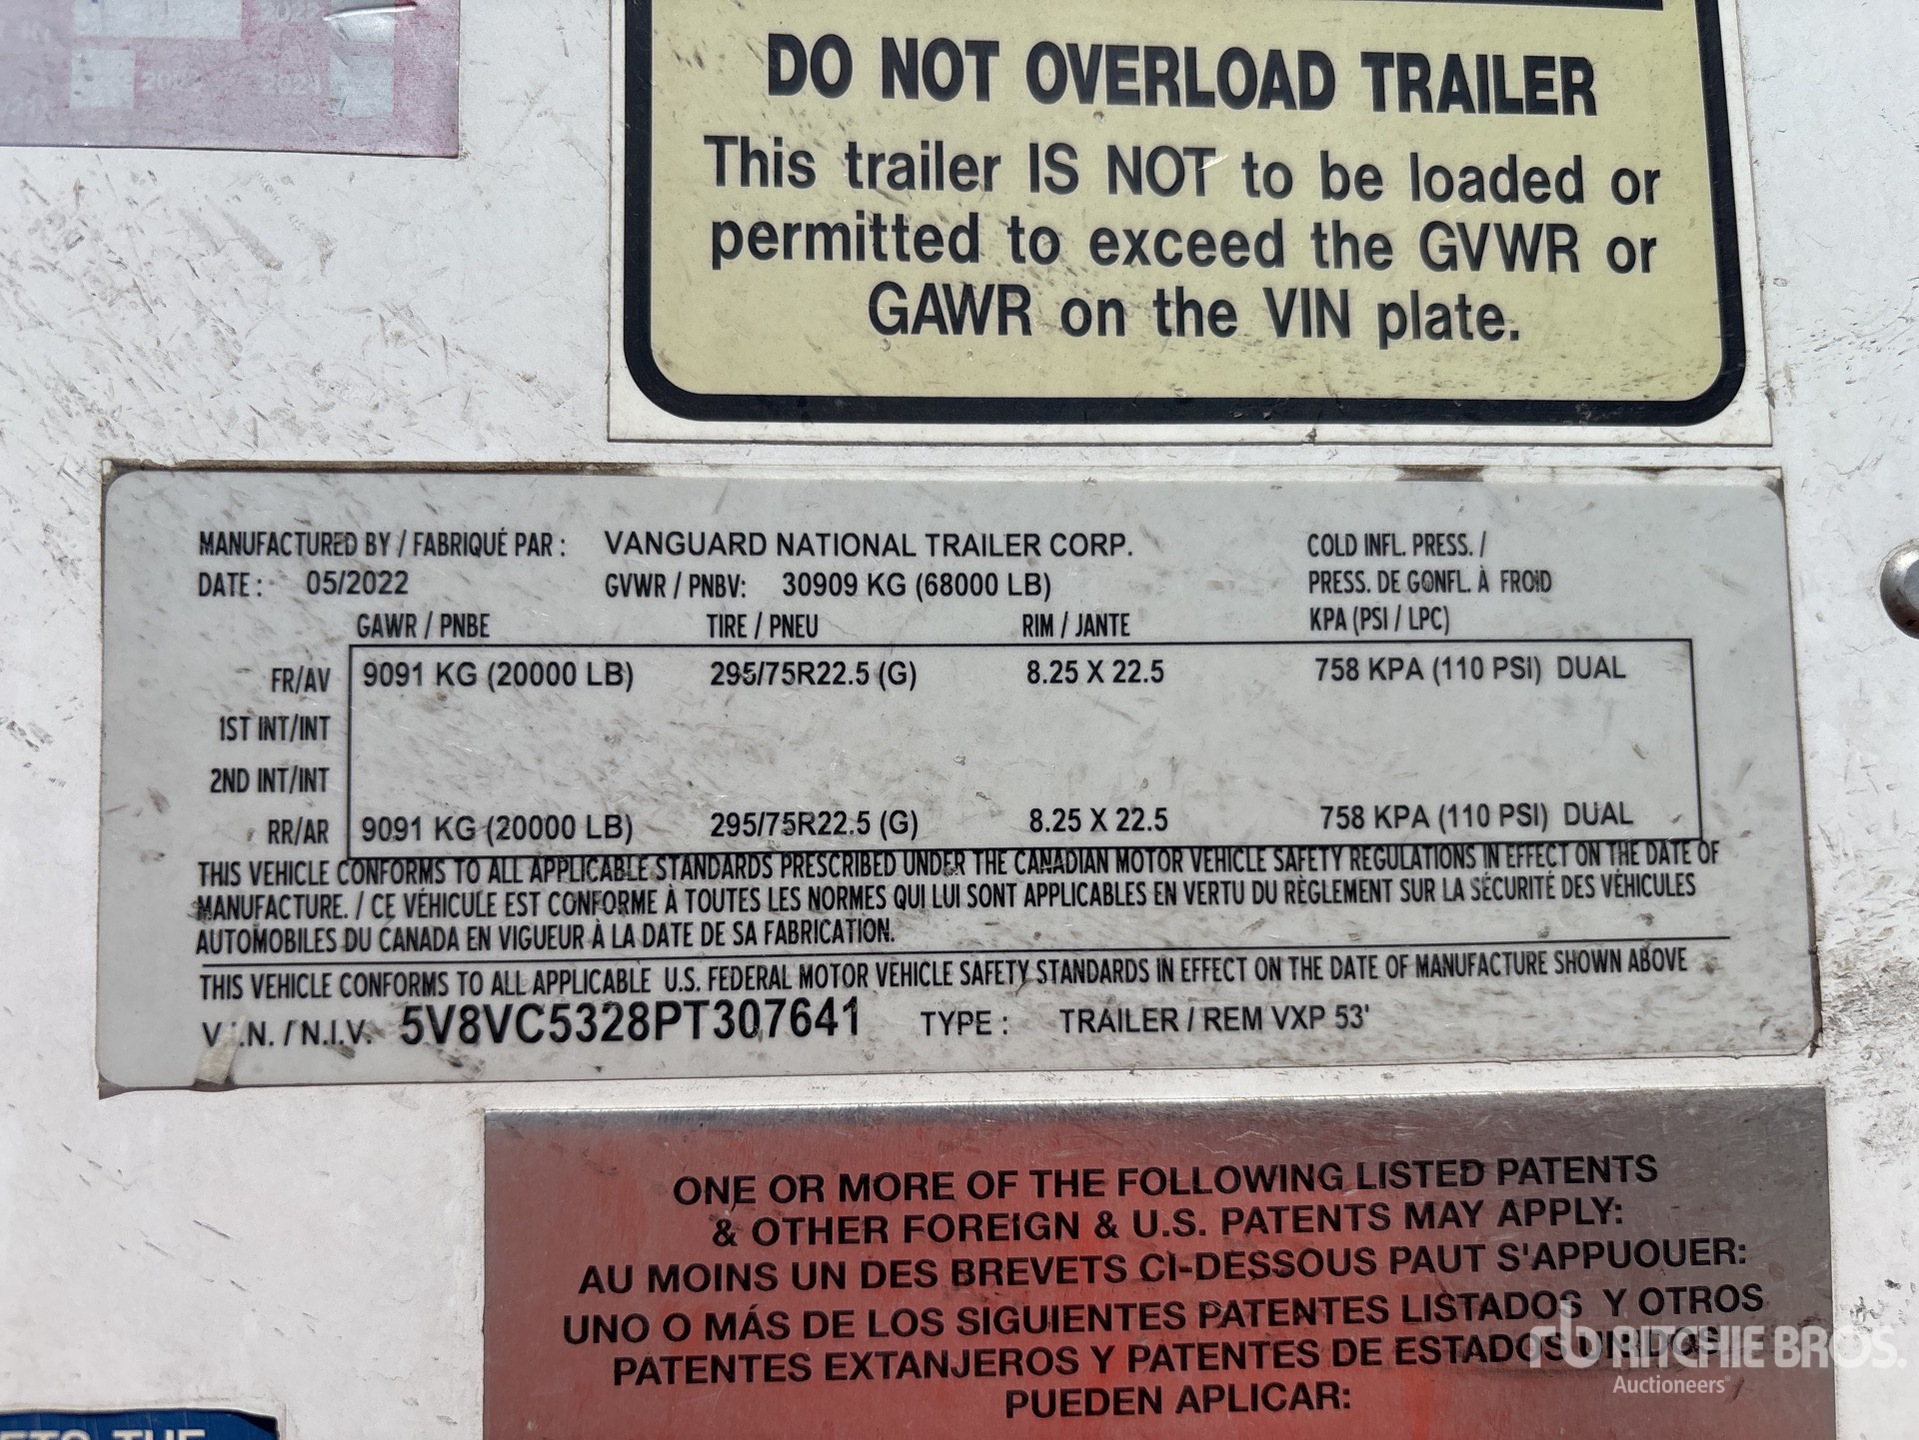 2022
2023 2024
DO NOT OVERLOAD TRAILER
This trailer IS NOT to be loaded or
permitted to exceed the GVWR or
GAWR on the VIN plate.
MANUFACTURED BY / FABRIQUÉ PAR : VANGUARD NATIONAL TRAILER CORP. COLD INFL. PRESS. /
DATE : 05/2022 GVWR / PNBV: 30909 KG (68000 LB) PRESS. DE GONFL. À FROID
GAWR / PNBE TIRE / PNEU RIM / JANTE KPA (PSI / LPC)
FR/AV 9091 KG (20000 LB) 295/75R22.5 (G) 8.25 X 22.5 758 KPA (110 PSI) DUAL
1ST INT/INT
2ND INT/INT
RR/AR 9091 KG (20000 LB) 295/75R22.5 (G) 8.25 X 22.5 758 KPA (110 PSI) DUAL
THIS VEHICLE CONFORMS TO ALL APPLICABLE STANDARDS PRESCRIBED UNDER THE CANADIAN MOTOR VEHICLE SAFETY REGULATIONS IN EFFECT ON THE DATE OF
MANUFACTURE. / CE VÉHICULE EST CONFORME À TOUTES LES NORMES QUI LUI SONT APPLICABLES EN VERTU DU RÈGLEMENT SUR LA SÉCURITÉ DES VÉHICULES
AUTOMOBILES DU CANADA EN VIGUEUR À LA DATE DE SA FABRICATION.
THIS VEHICLE CONFORMS TO ALL APPLICABLE U.S. FEDERAL MOTOR VEHICLE SAFETY STANDARDS IN EFFECT ON THE DATE OF MANUFACTURE SHOWN ABOVE
V.I.N. / N.I.V. 5V8VC5328PT307641 TYPE : TRAILER / REM VXP 53'
ONE OR MORE OF THE FOLLOWING LISTED PATENTS
& OTHER FOREIGN & U.S. PATENTS MAY APPLY:
AU MOINS UN DES BREVETS CI-DESSOUS PAUT S'APPUOUER:
UNO O MÁS DE LOS SIGUIENTES PATENTES LISTADOS Y OTROS
PATENTES EXTANJEROS Y PATENTES DE ESTADOS UNIDOS
PUEDEN APLICAR:
RITCHIE BROS.
Auctioneers
THE